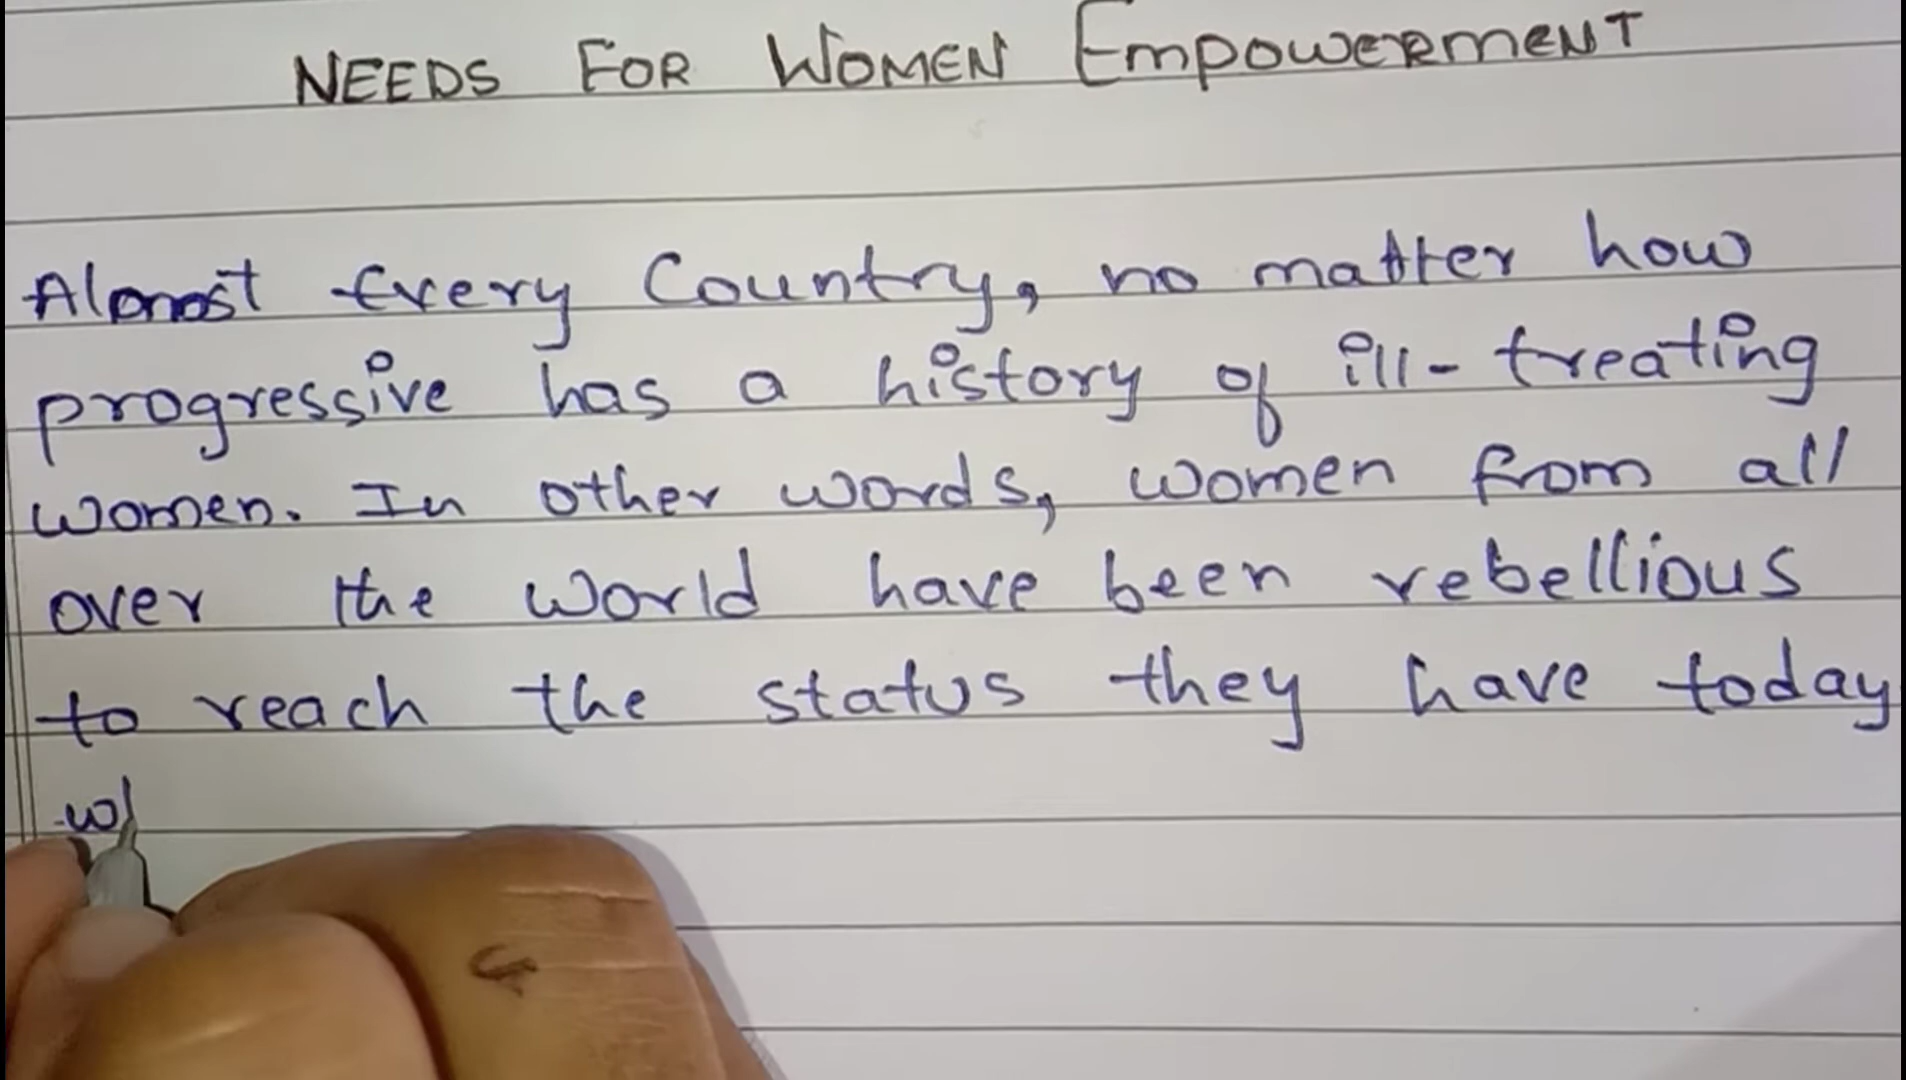 NEEDS FOR WOMEN EMPOWERMENT
Almost Every Country, no matter how
progressive has a history of ill-treating
women. In other words, women from all
over the world have been rebellious
to reach the status they have today